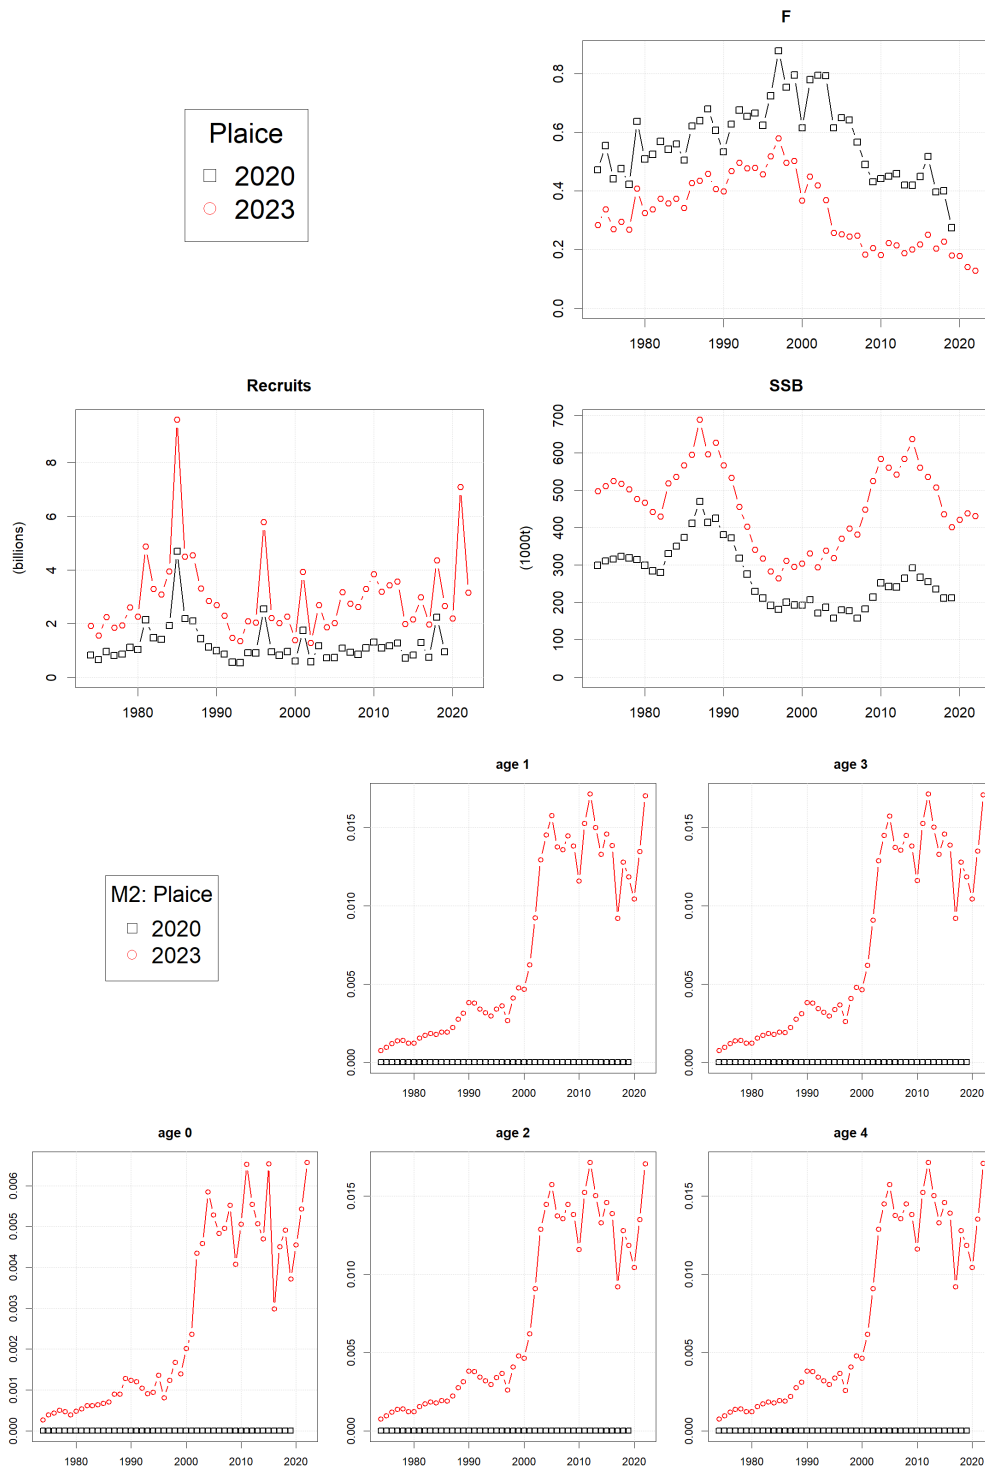 F
Plaice
2020
2023
0.0 0.2 0.4 0.6 0.8
1980 1990 2000 2010 2020
Recruits
(billions)
0 2 4 6 8
1980 1990 2000 2010 2020
SSB
(1000t)
0 100 200 300 400 500 600 700
1980 1990 2000 2010 2020
M2: Plaice
2020
2023
age 1
0.000 0.005 0.010 0.015
1980 1990 2000 2010 2020
age 3
0.000 0.005 0.010 0.015
1980 1990 2000 2010 2020
age 0
0.000 0.001 0.002 0.003 0.004 0.005 0.006
1980 1990 2000 2010 2020
age 2
0.000 0.005 0.010 0.015
1980 1990 2000 2010 2020
age 4
0.000 0.005 0.010 0.015
1980 1990 2000 2010 2020